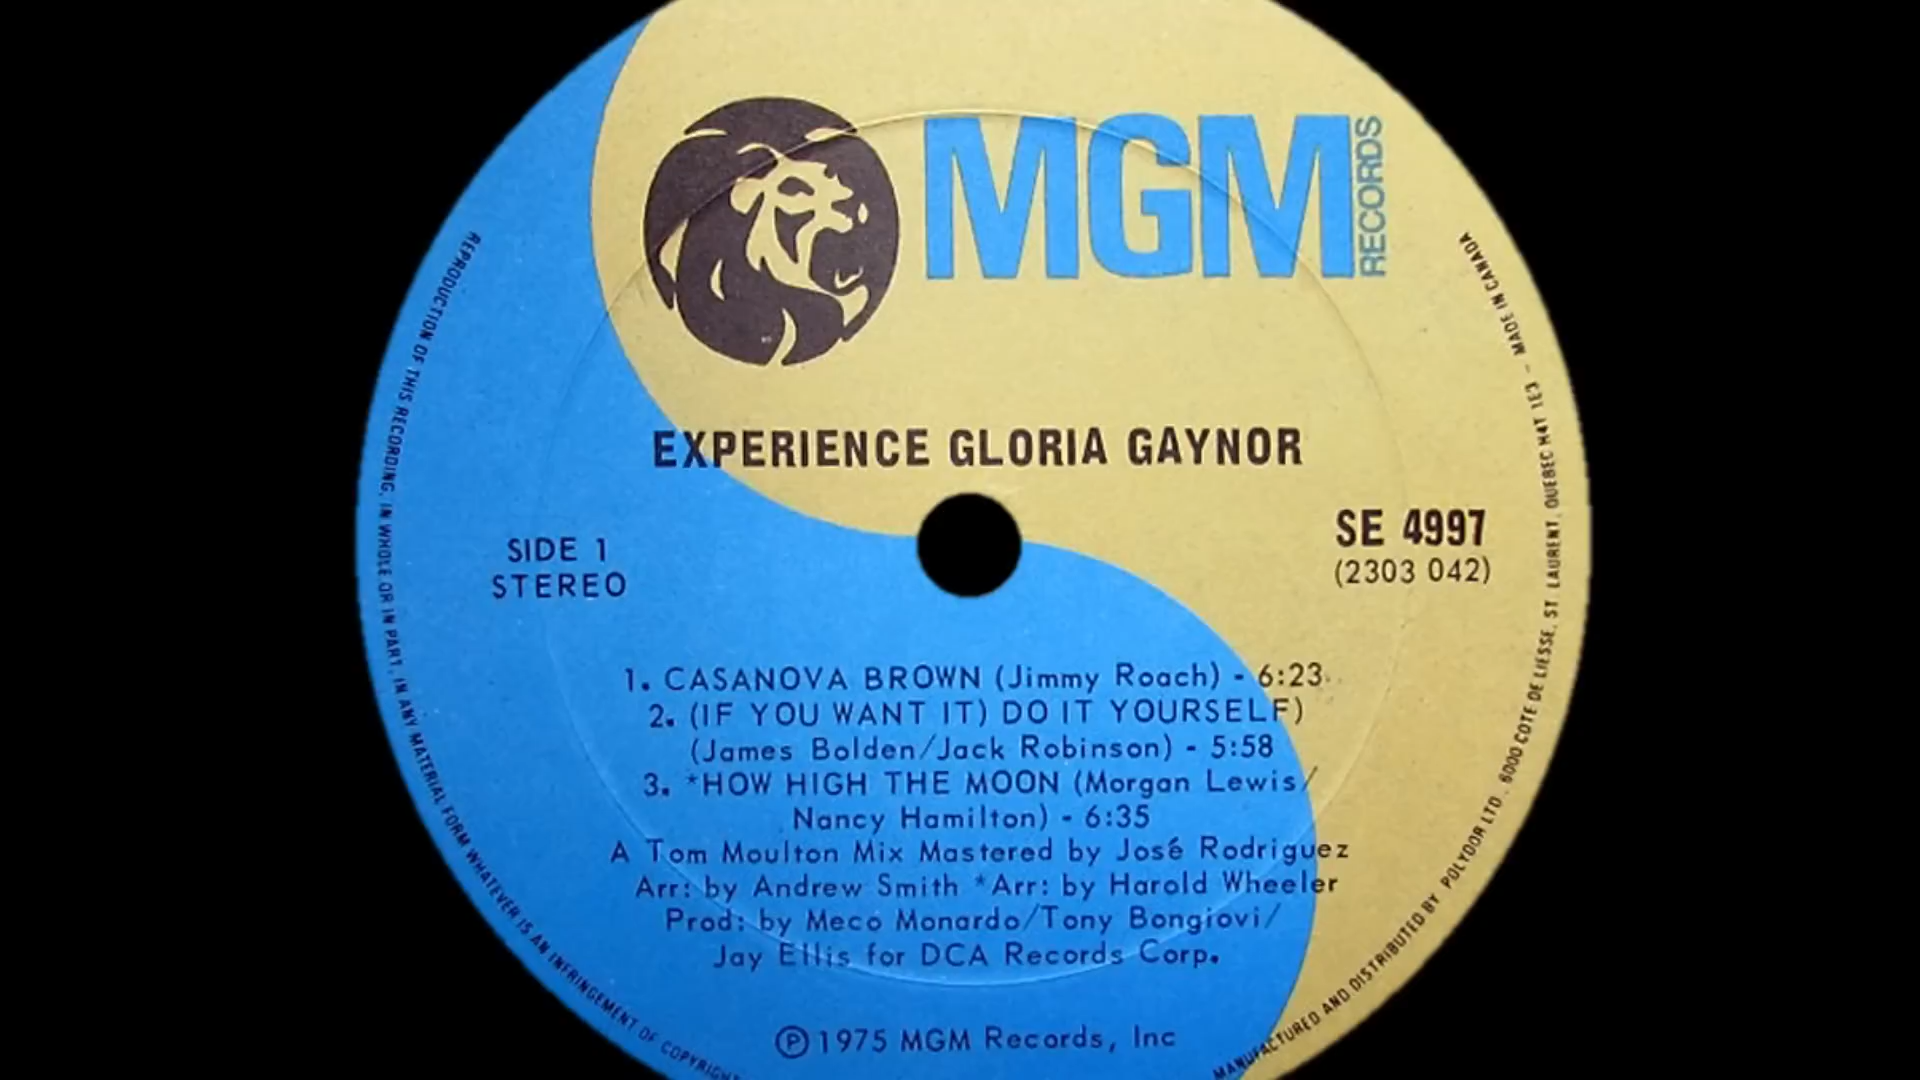 MGM RECORDS
EXPERIENCE GLORIA GAYNOR
SIDE 1
STEREO
SE 4997
(2303 042)
1. CASANOVA BROWN (Jimmy Roach) - 6:23
2. (IF YOU WANT IT) DO IT YOURSELF)
(James Bolden/Jack Robinson) - 5:58
3. *HOW HIGH THE MOON (Morgan Lewis/
Nancy Hamilton) - 6:35
A Tom Moulton Mix Mastered by José Rodriguez
Arr: by Andrew Smith *Arr: by Harold Wheeler
Prod: by Meco Monardo/Tony Bongiovi/
Jay Ellis for DCA Records Corp.
Ⓟ 1975 MGM Records, Inc
REPRODUCTION OF THIS RECORDING, IN WHOLE OR IN PART, IN ANY MATERIAL FORM WHATEVER IS AN INFRINGEMENT OF COPYRIGHT
MANUFACTURED AND DISTRIBUTED BY POLYDOR LTD. 6000 COTE DE LIESSE, ST. LAURENT, QUEBEC H4T 1E3 - MADE IN CANADA